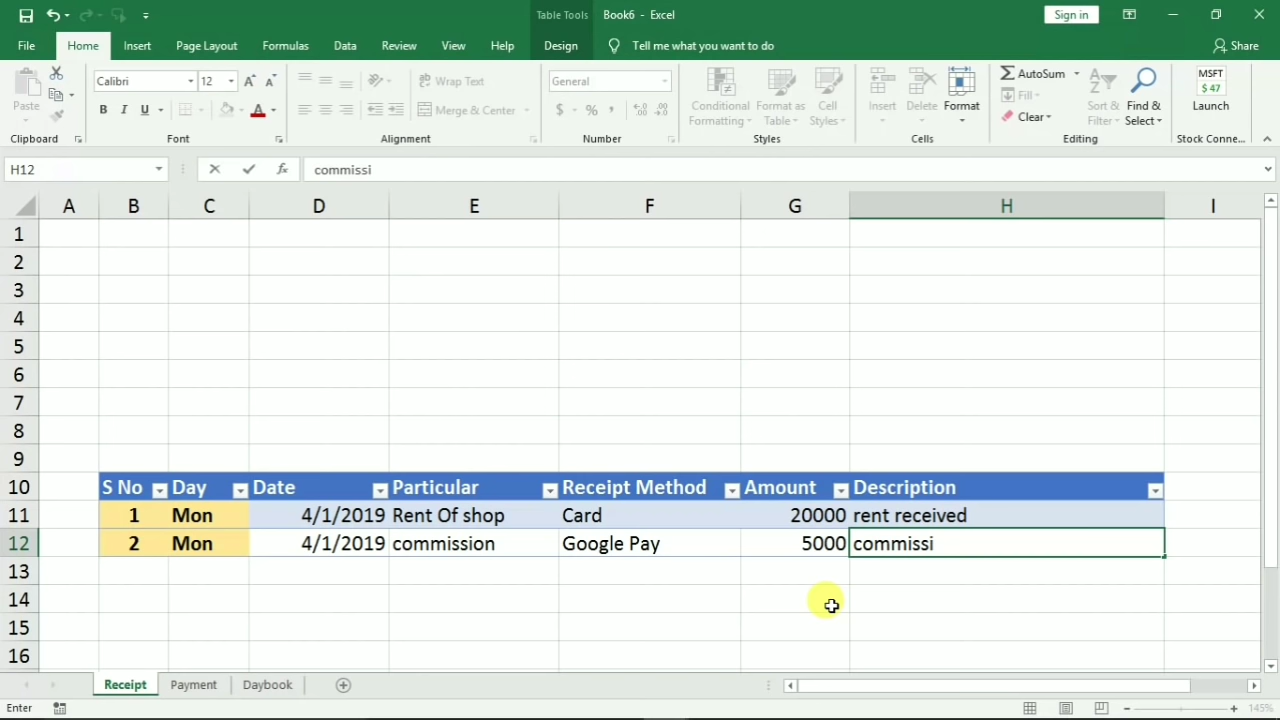 Table Tools Book6 - Excel Sign in
File Home Insert Page Layout Formulas Data Review View Help Design Tell me what you want to do Share
Calibri 12 Wrap Text General AutoSum MSFT
$ 47
Paste B I U Merge & Center $ % Conditional Formatting Format as Table Cell Styles Insert Delete Format Fill Clear Sort & Filter Find & Select Launch
Clipboard Font Alignment Number Styles Cells Editing Stock Conne...
H12 fx commissi
A B C D E F G H I
1
2
3
4
5
6
7
8
9
10 S No Day Date Particular Receipt Method Amount Description
11 1 Mon 4/1/2019 Rent Of shop Card 20000 rent received
12 2 Mon 4/1/2019 commission Google Pay 5000 commissi
13
14
15
16
Receipt Payment Daybook
Enter 145%